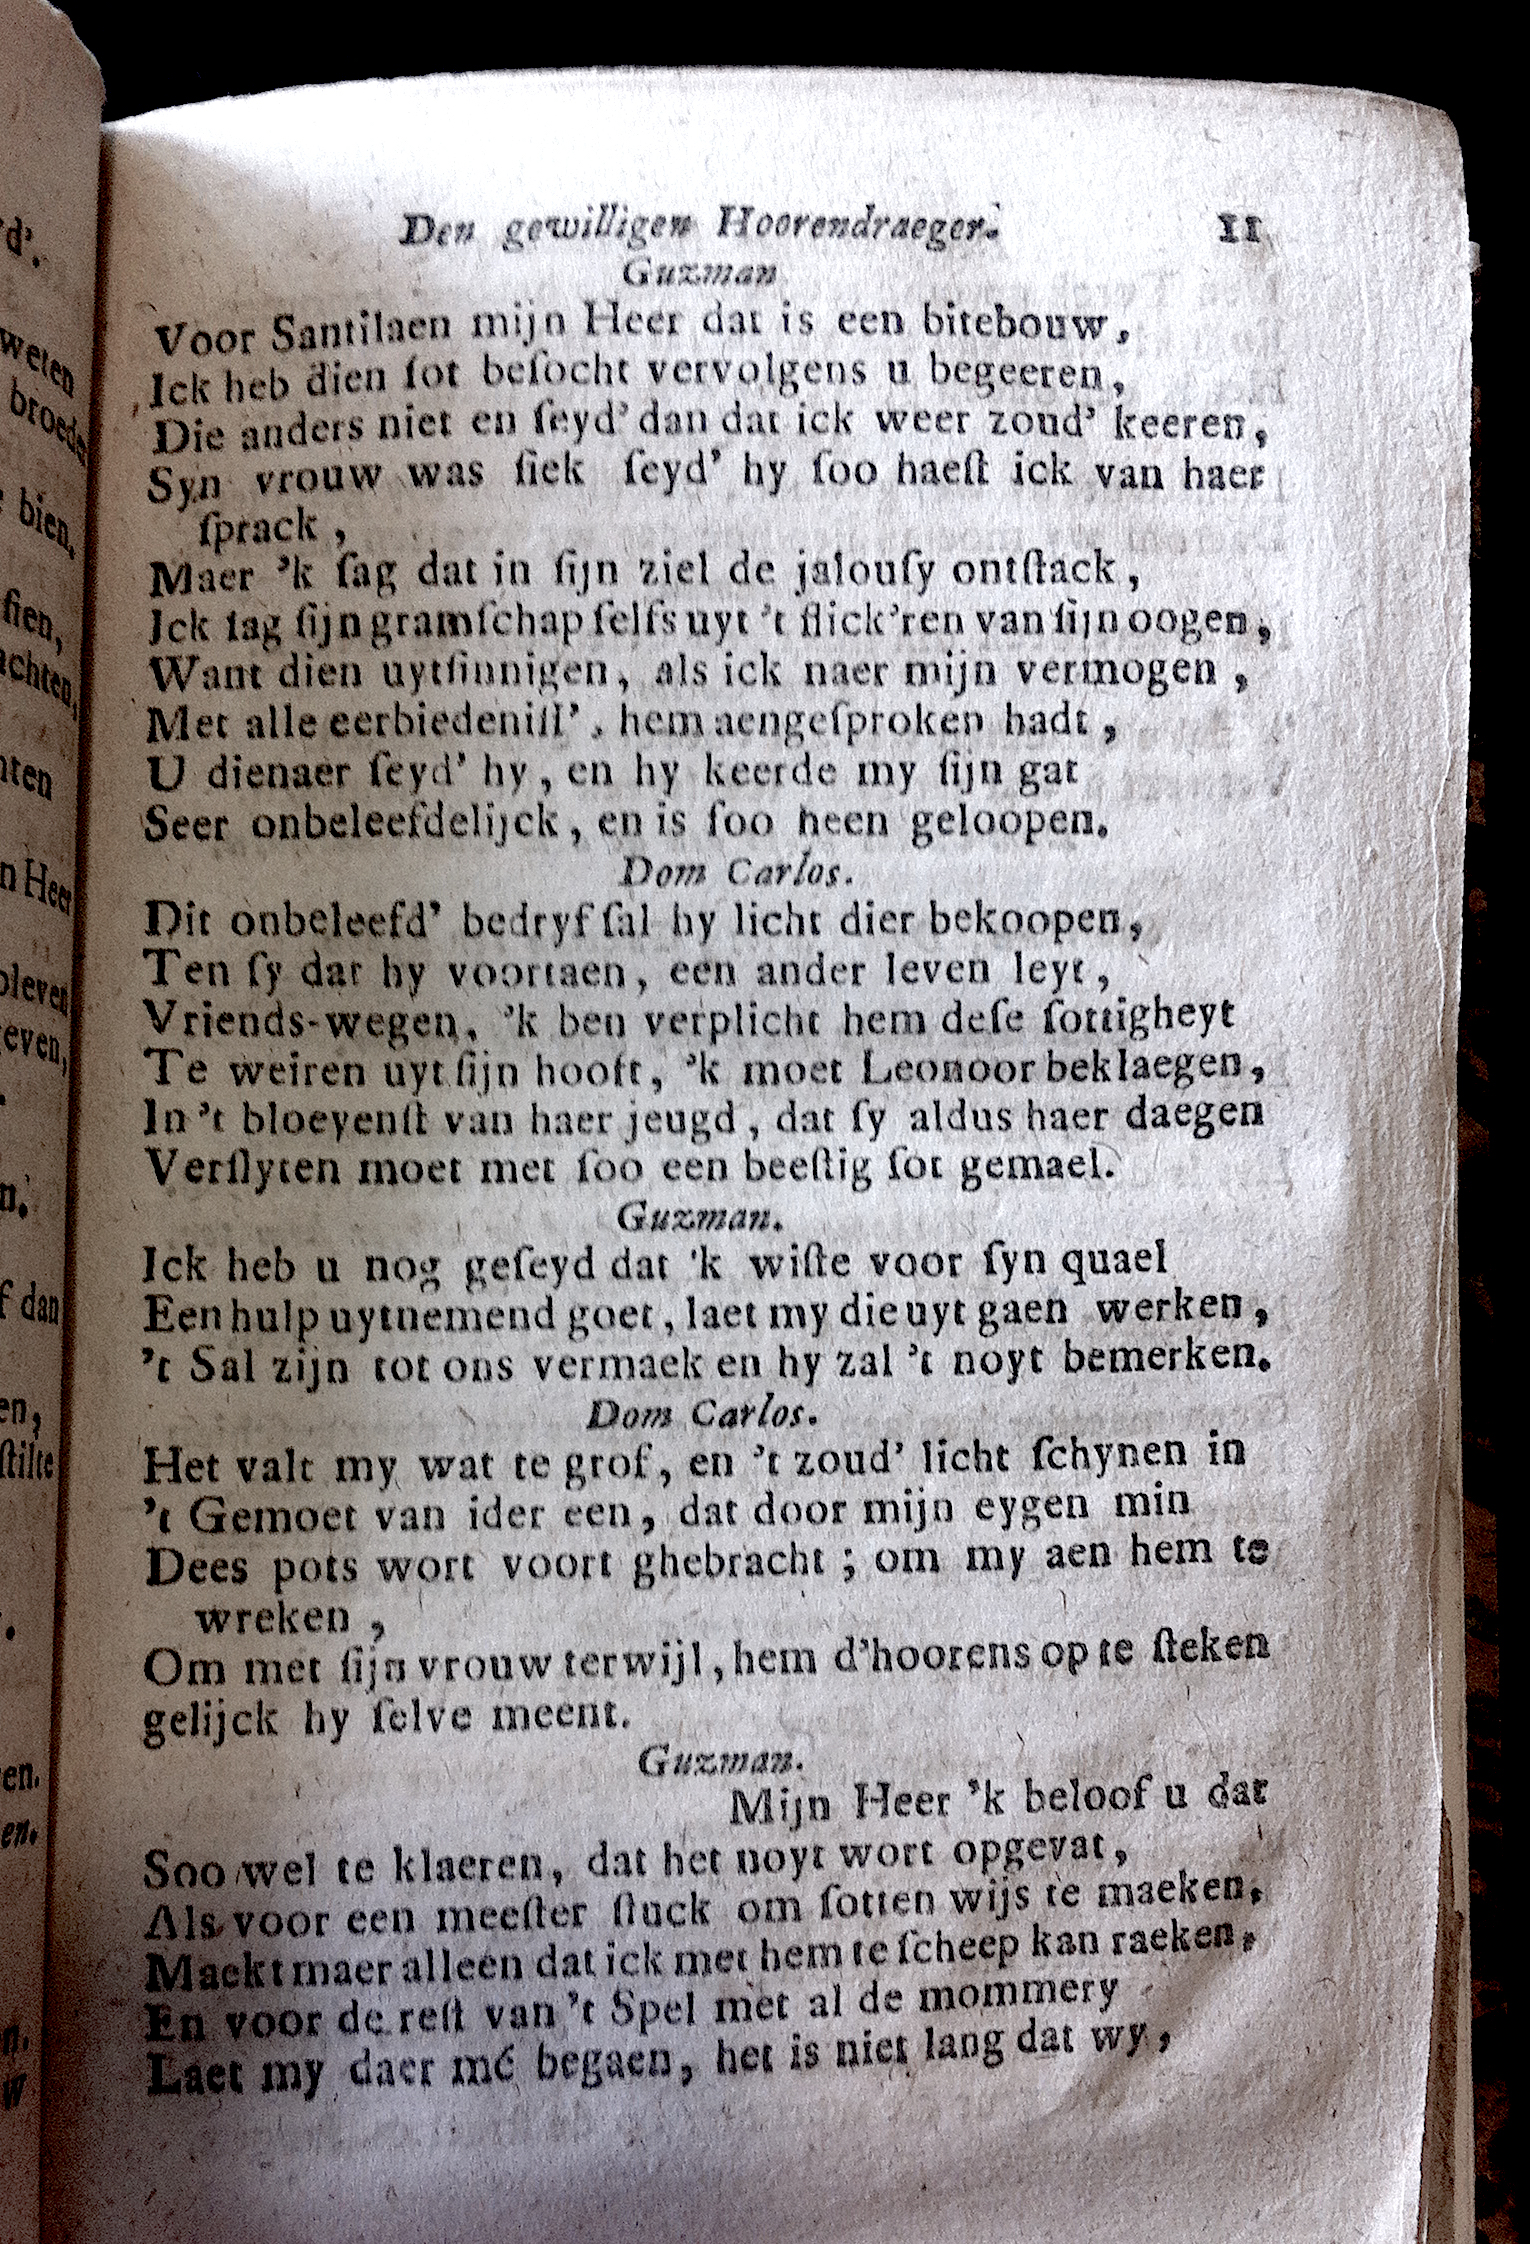 Den gewilligen Hoorendraeger. 11
Guzman
Voor Santilaen mijn Heer dat is een bitebouw,
Ick heb dien sot beſocht vervolgens u begeeren,
Die anders niet en ſeyd' dan dat ick weer zoud' keeren,
Syn vrouw was ſiek ſeyd' hy ſoo haeſt ick van haer
ſprack,
Maer 'k ſag dat in ſijn ziel de jalouſy ontſtack,
Ick sag ſijn gramſchap ſelfs uyt 't flick'ren van ſijn oogen,
Want dien uytſinnigen, als ick naer mijn vermogen,
Met alle eerbiedeniſſ', hem aengeſproken hadt,
U dienaer ſeyd' hy, en hy keerde my ſijn gat
Seer onbeleefdelijck, en is ſoo heen geloopen.
Dom Carlos.
Dit onbeleefd' bedryf ſal hy licht dier bekoopen,
Ten ſy dat hy voortaen, een ander leven leyt,
Vriends-wegen, 'k ben verplicht hem deſe ſottigheyt
Te weiren uyt ſijn hooft, 'k moet Leonoor beklaegen,
In 't bloeyenſt van haer jeugd, dat ſy aldus haer daegen
Verſlyten moet met ſoo een beeſtig ſot gemael.
Guzman.
Ick heb u nog geſeyd dat 'k wiſte voor ſyn quael
Een hulp uytnemend goet, laet my die uyt gaen werken,
't Sal zijn tot ons vermaek en hy zal 't noyt bemerken.
Dom Carlos.
Het valt my wat te grof, en 't zoud' licht ſchynen in
't Gemoet van ider een, dat door mijn eygen min
Dees pots wort voort ghebracht; om my aen hem te
wreken,
Om met ſijn vrouw terwijl, hem d'hoorens op te ſteken
gelijck hy ſelve meent.
Guzman.
Mijn Heer 'k beloof u dat
Soo wel te klaeren, dat het noyt wort opgevat,
Als voor een meeſter ſtuck om ſotten wijs te maeken,
Maekt maer alleen dat ick met hem te ſcheep kan raeken,
En voor de reſt van 't Spel met al de mommery
Laet my daer mé begaen, het is niet lang dat wy,